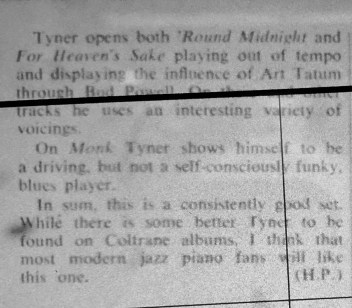 Tyner opens both 'Round Midnight and
For Heaven's Sake playing out of tempo
and displaying the influence of Art Tatum
through Bud Powell. On these and other
tracks he uses an interesting variety of
voicings.
On Monk Tyner shows himself to be
a driving, but not a self-consciously funky,
blues player.
In sum, this is a consistently good set.
While there is some better Tyner to be
found on Coltrane albums, I think that
most modern jazz piano fans will like
this one. (H.P.)